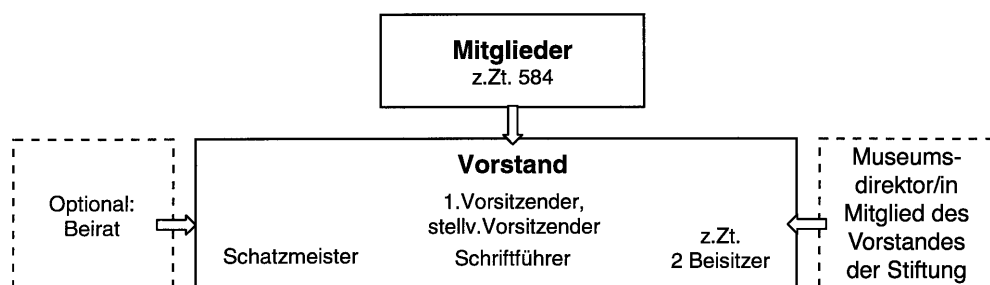 Mitglieder
z.Zt. 584
Optional:
Beirat
Vorstand
1.Vorsitzender,
stellv.Vorsitzender
Schatzmeister
Schriftführer
z.Zt.
2 Beisitzer
Museums-
direktor/in
Mitglied des
Vorstandes
der Stiftung